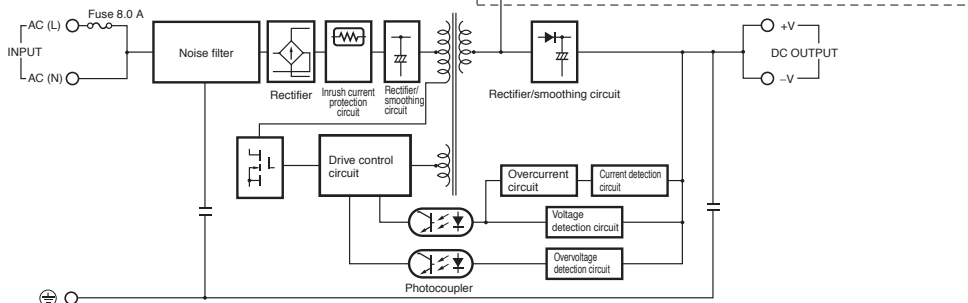 AC (L)
Fuse 8.0 A
INPUT
AC (N)
Noise filter
Rectifier
Inrush current
protection
circuit
Rectifier/
smoothing
circuit
Rectifier/smoothing circuit
+V
DC OUTPUT
–V
Drive control
circuit
Overcurrent
circuit
Current detection
circuit
Voltage
detection circuit
Overvoltage
detection circuit
Photocoupler